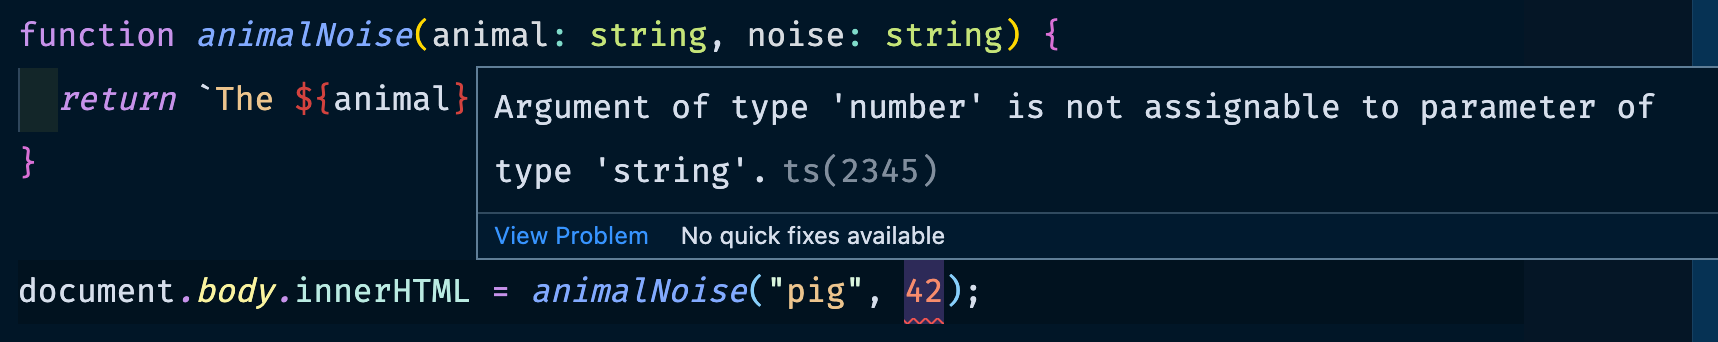 function animalNoise(animal: string, noise: string) {
return `The ${animal}
Argument of type 'number' is not assignable to parameter of
type 'string'. ts(2345)
}
View Problem No quick fixes available
document.body.innerHTML = animalNoise("pig", 42);